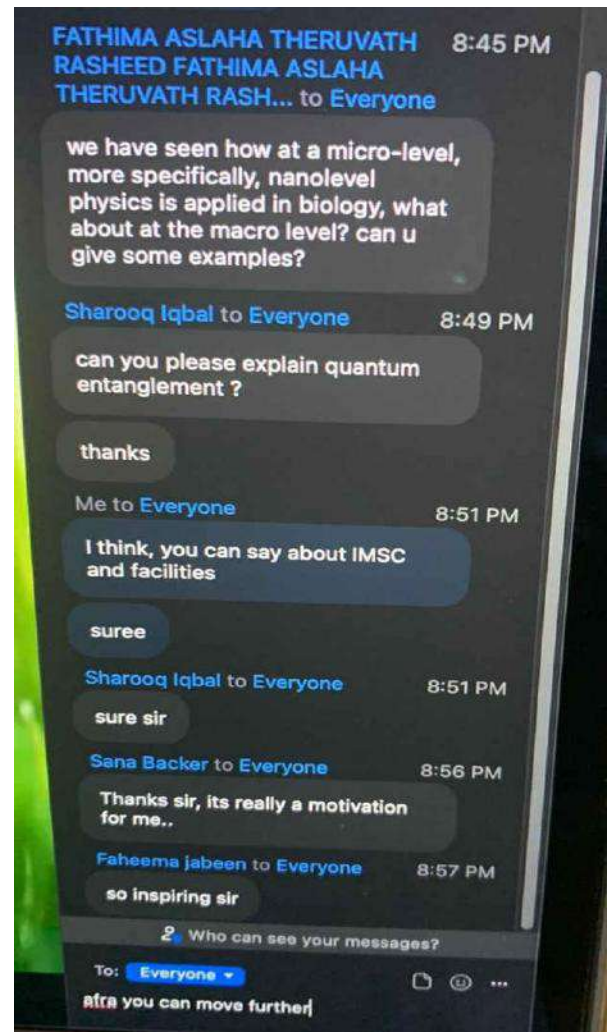 FATHIMA ASLAHA THERUVATH 8:45 PM
RASHEED FATHIMA ASLAHA
THERUVATH RASH... to Everyone
we have seen how at a micro-level,
more specifically, nanolevel
physics is applied in biology, what
about at the macro level? can u
give some examples?
Sharooq Iqbal to Everyone 8:49 PM
can you please explain quantum
entanglement ?
thanks
Me to Everyone 8:51 PM
I think, you can say about IMSC
and facilities
suree
Sharooq Iqbal to Everyone 8:51 PM
sure sir
Sana Backer to Everyone 8:56 PM
Thanks sir, its really a motivation
for me..
Faheema jabeen to Everyone 8:57 PM
so inspiring sir
Who can see your messages?
To: Everyone
afra you can move further